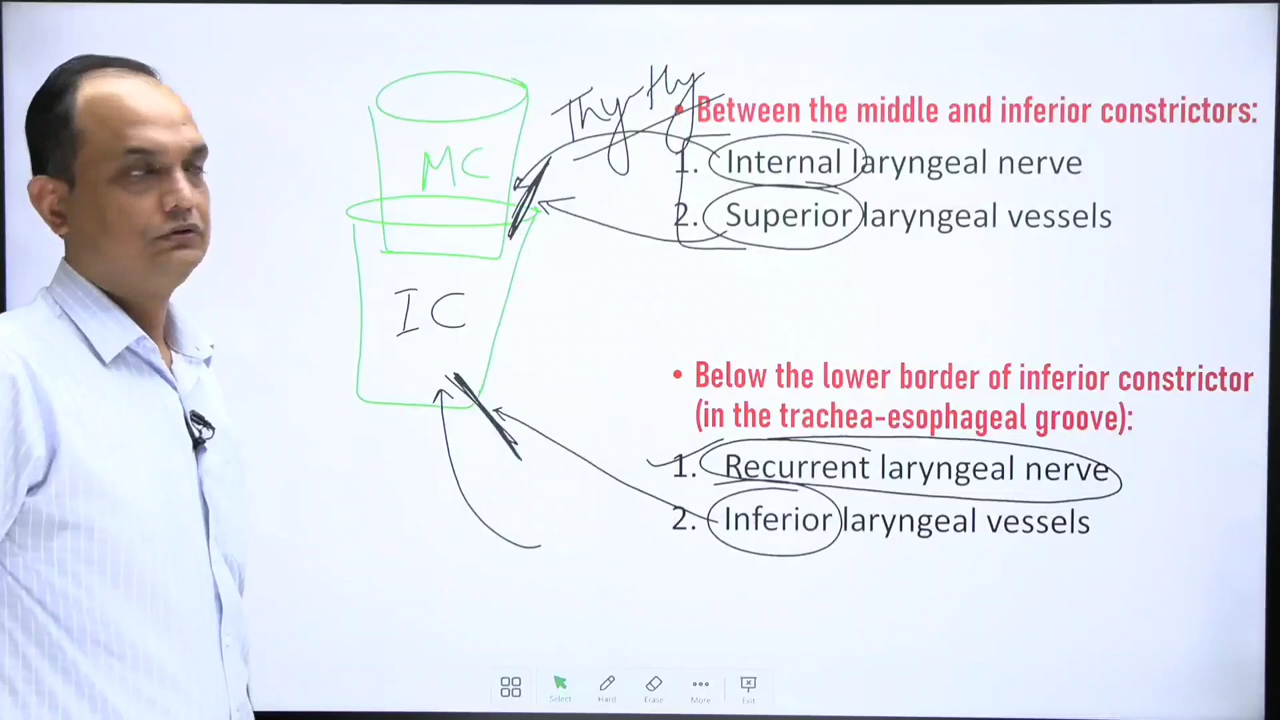 Thy-Hy
• Between the middle and inferior constrictors:
1. Internal laryngeal nerve
2. Superior laryngeal vessels
MC
IC
• Below the lower border of inferior constrictor
(in the trachea-esophageal groove):
1. Recurrent laryngeal nerve
2. Inferior laryngeal vessels
Select
Hard
Erase
More
Exit